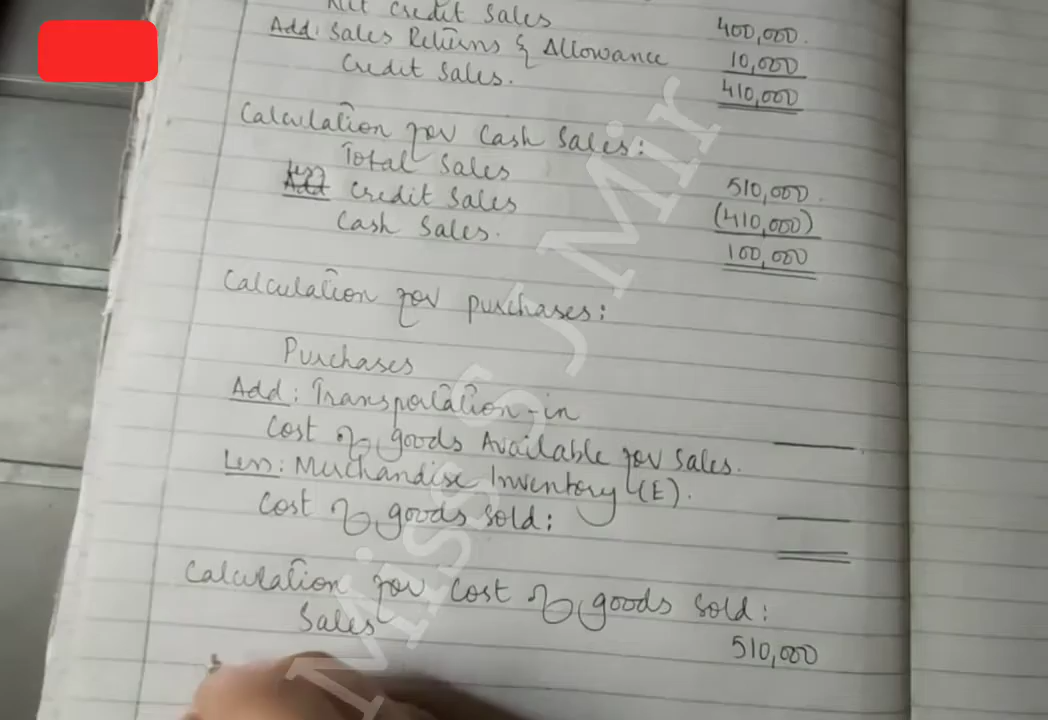 Net Credit Sales 400,000.
Add: Sales Returns & Allowance 10,000
Credit Sales. 410,000
Calculation for Cash Sales:
Total Sales 510,000.
Credit Sales (410,000)
Cash Sales. 100,000
Calculation for purchases:
Purchases
Add: Transportation-in
Cost of goods Available for sales.
Less: Merchandise Inventory (E).
Cost of goods sold:
Calculation for Cost of goods sold:
Sales 510,000
Miss J Mir